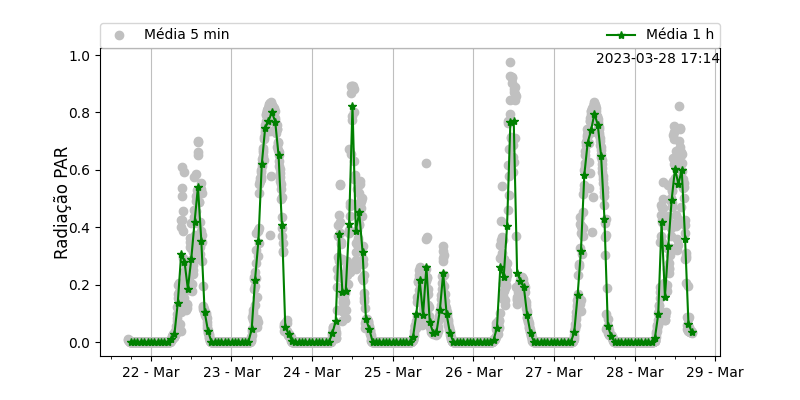 Média 5 min
Média 1 h
2023-03-28 17:14
Radiação PAR
1.0
0.8
0.6
0.4
0.2
0.0
22 - Mar
23 - Mar
24 - Mar
25 - Mar
26 - Mar
27 - Mar
28 - Mar
29 - Mar